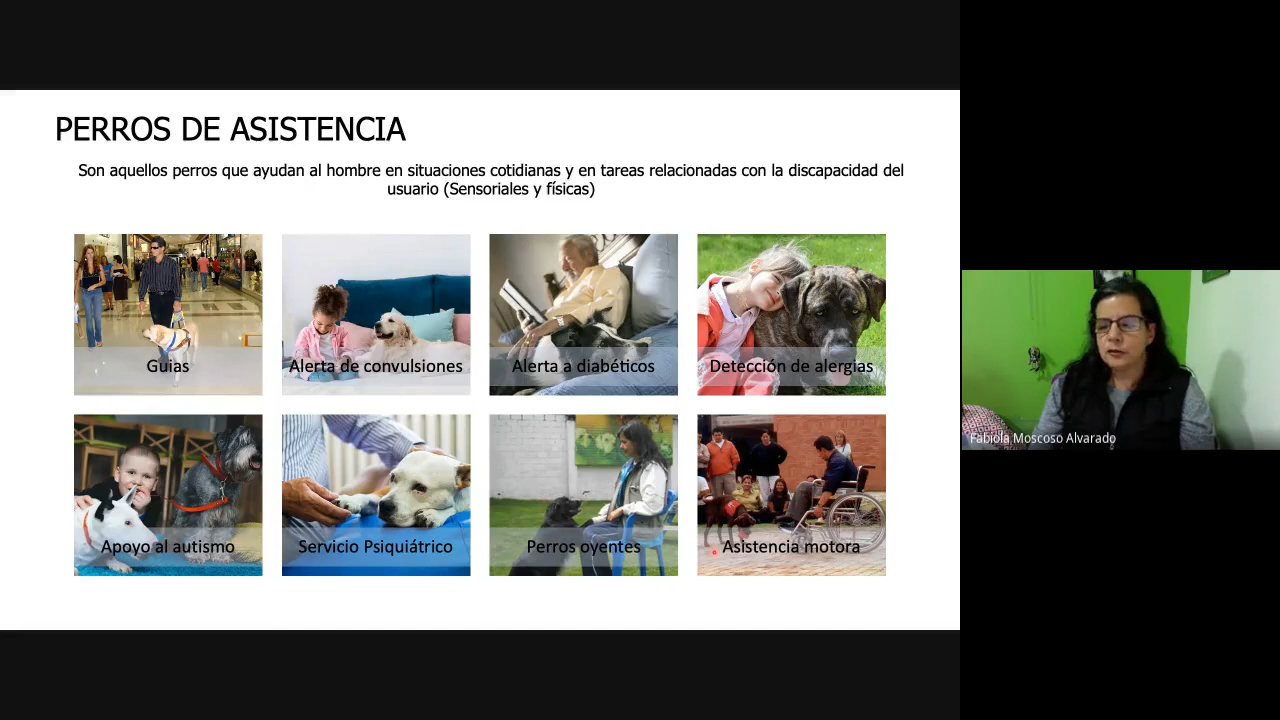 PERROS DE ASISTENCIA
Son aquellos perros que ayudan al hombre en situaciones cotidianas y en tareas relacionadas con la discapacidad del
usuario (Sensoriales y físicas)
Guias
Alerta de convulsiones
Alerta a diabéticos
Detección de alergias
Apoyo al autismo
Servicio Psiquiátrico
Perros oyentes
Asistencia motora
Fabiola Moscoso Alvarado